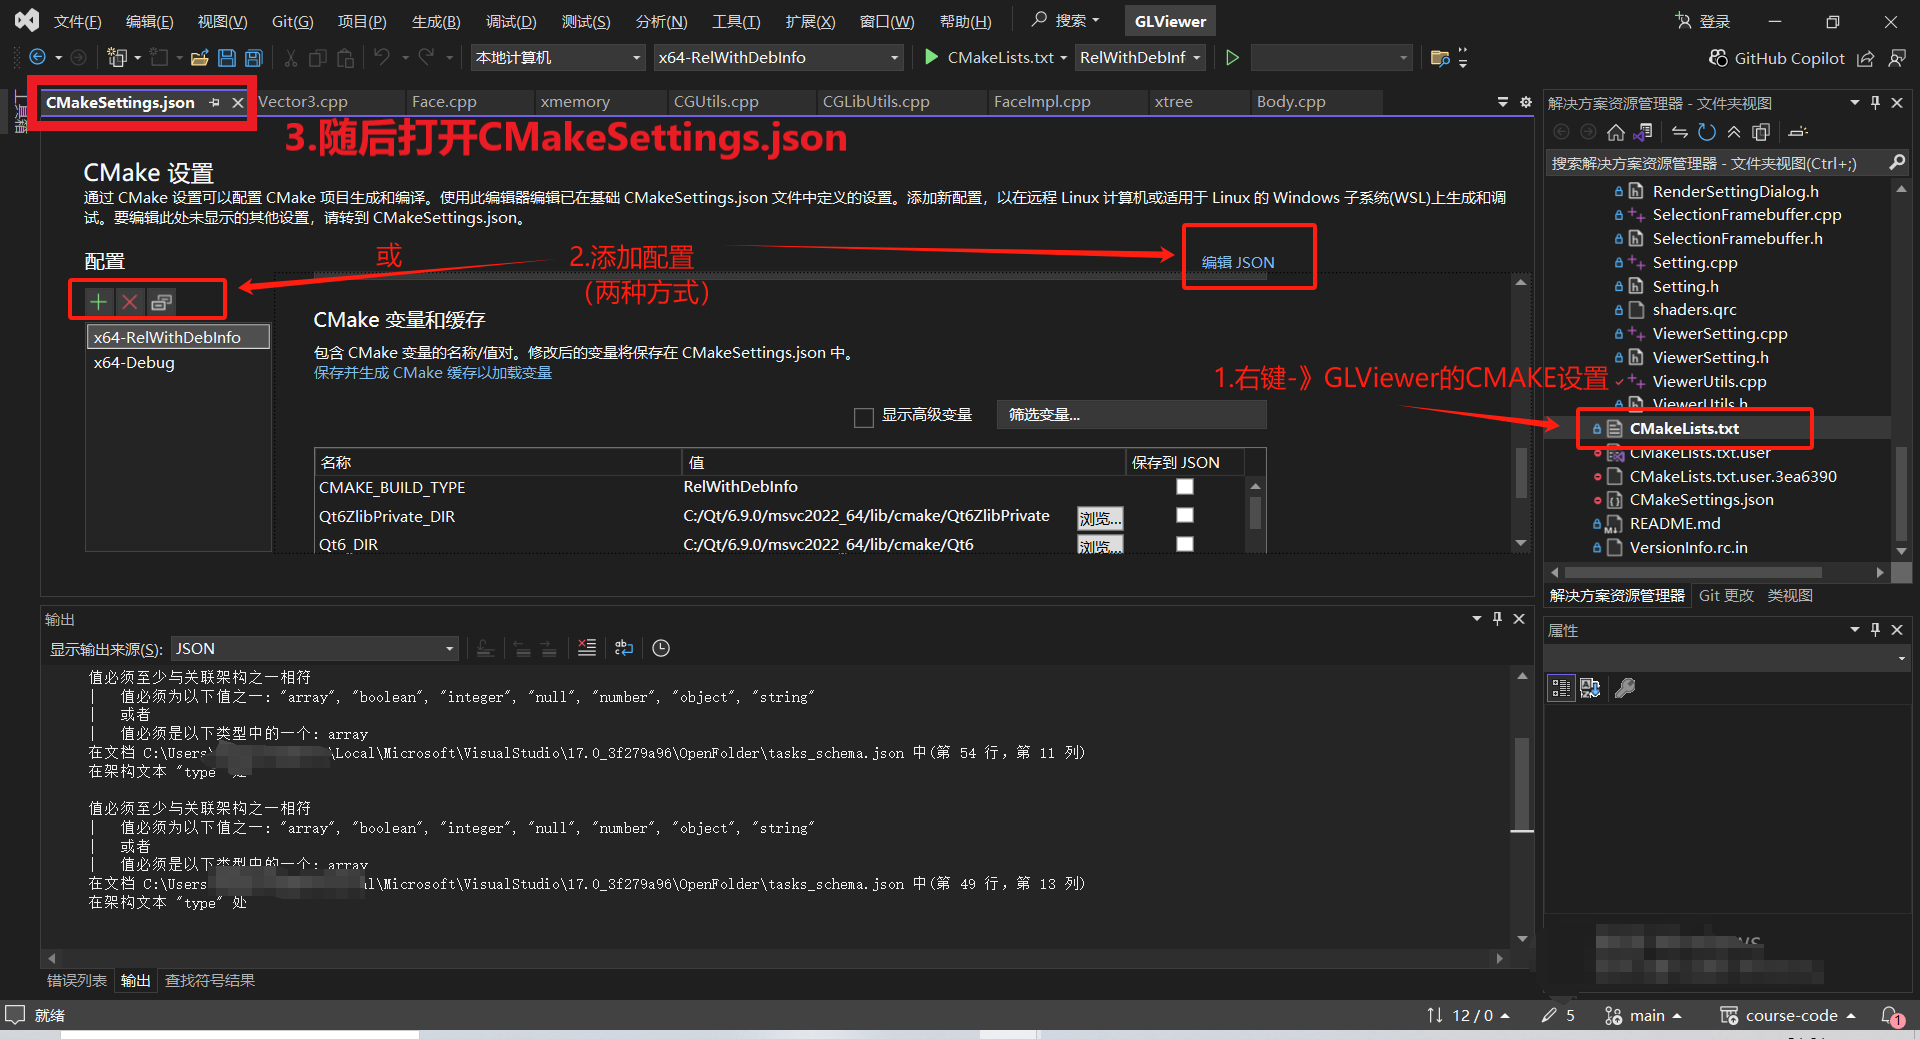 文件(F) 编辑(E) 视图(V) Git(G) 项目(P) 生成(B) 调试(D) 测试(S) 分析(N) 工具(T) 扩展(X) 窗口(W) 帮助(H) 搜索 GLViewer 登录
本地计算机 x64-RelWithDebInfo CMakeLists.txt RelWithDebInf GitHub Copilot
工具箱
CMakeSettings.json Vector3.cpp Face.cpp xmemory CGUtils.cpp CGLibUtils.cpp FaceImpl.cpp xtree Body.cpp
3.随后打开CMakeSettings.json
CMake 设置
通过 CMake 设置可以配置 CMake 项目生成和编译。使用此编辑器编辑已在基础 CMakeSettings.json 文件中定义的设置。添加新配置，以在远程 Linux 计算机或适用于 Linux 的 Windows 子系统(WSL)上生成和调
试。要编辑此处未显示的其他设置，请转到 CMakeSettings.json。
配置
或
2.添加配置
（两种方式）
编辑 JSON
x64-RelWithDebInfo
x64-Debug
CMake 变量和缓存
包含 CMake 变量的名称/值对。修改后的变量将保存在 CMakeSettings.json 中。
保存并生成 CMake 缓存以加载变量
显示高级变量 筛选变量...
名称 值 保存到 JSON
CMAKE_BUILD_TYPE RelWithDebInfo
Qt6ZlibPrivate_DIR C:/Qt/6.9.0/msvc2022_64/lib/cmake/Qt6ZlibPrivate 浏览...
Qt6_DIR C:/Qt/6.9.0/msvc2022_64/lib/cmake/Qt6 浏览...
解决方案资源管理器 - 文件夹视图
搜索解决方案资源管理器 - 文件夹视图(Ctrl+;)
RenderSettingDialog.h
SelectionFramebuffer.cpp
SelectionFramebuffer.h
Setting.cpp
Setting.h
shaders.qrc
ViewerSetting.cpp
ViewerSetting.h
1.右键-》GLViewer的CMAKE设置
ViewerUtils.cpp
ViewerUtils.h
CMakeLists.txt
CMakeLists.txt.user
CMakeLists.txt.user.3ea6390
CMakeSettings.json
README.md
VersionInfo.rc.in
解决方案资源管理器 Git 更改 类视图
属性
输出
显示输出来源(S): JSON
值必须至少与关联架构之一相符
| 值必须为以下值之一: "array", "boolean", "integer", "null", "number", "object", "string"
| 或者
| 值必须是以下类型中的一个: array
在文档 C:\Users\ \Local\Microsoft\VisualStudio\17.0_3f279a96\OpenFolder\tasks_schema.json 中(第 54 行，第 11 列)
在架构文本 "type" 处
值必须至少与关联架构之一相符
| 值必须为以下值之一: "array", "boolean", "integer", "null", "number", "object", "string"
| 或者
| 值必须是以下类型中的一个: array
在文档 C:\Users l\Microsoft\VisualStudio\17.0_3f279a96\OpenFolder\tasks_schema.json 中(第 49 行，第 13 列)
在架构文本 "type" 处
错误列表 输出 查找符号结果
就绪 12 / 0 5 main course-code 1